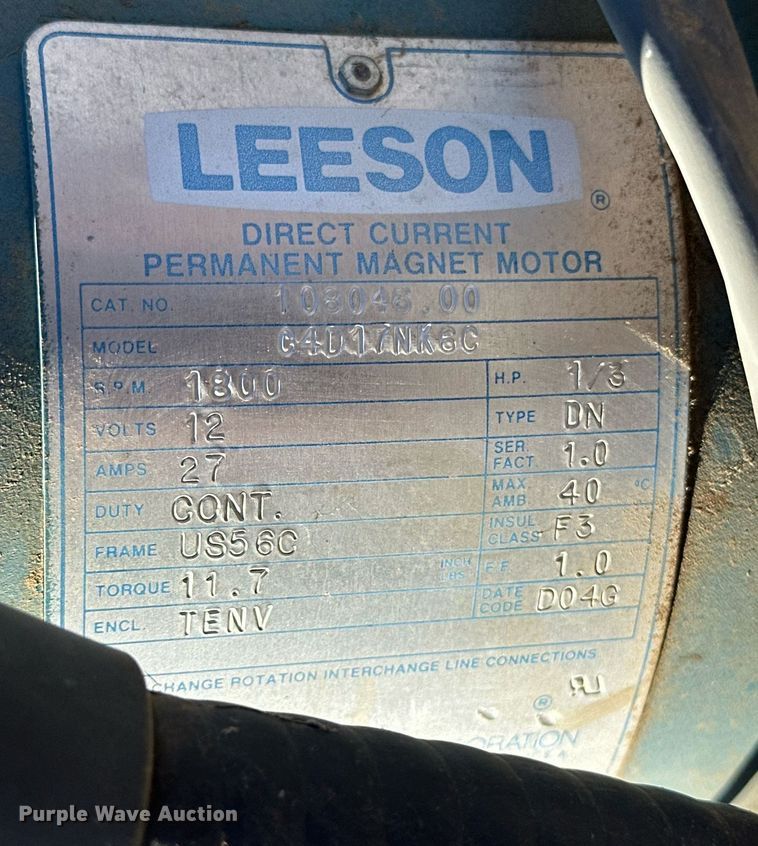 LEESON
®
DIRECT CURRENT
PERMANENT MAGNET MOTOR
CAT. NO. 108046.00
MODEL C4D17NK6C
R.P.M. 1800 H.P. 1/3
VOLTS 12 TYPE DN
AMPS 27 SER. FACT. 1.0
DUTY CONT. MAX. AMB. 40 °C
FRAME US56C INSUL CLASS F3
TORQUE 11.7 INCH LBS. F.F. 1.0
ENCL. TENV DATE CODE D04G
CHANGE ROTATION INTERCHANGE LINE CONNECTIONS
®
Purple Wave Auction